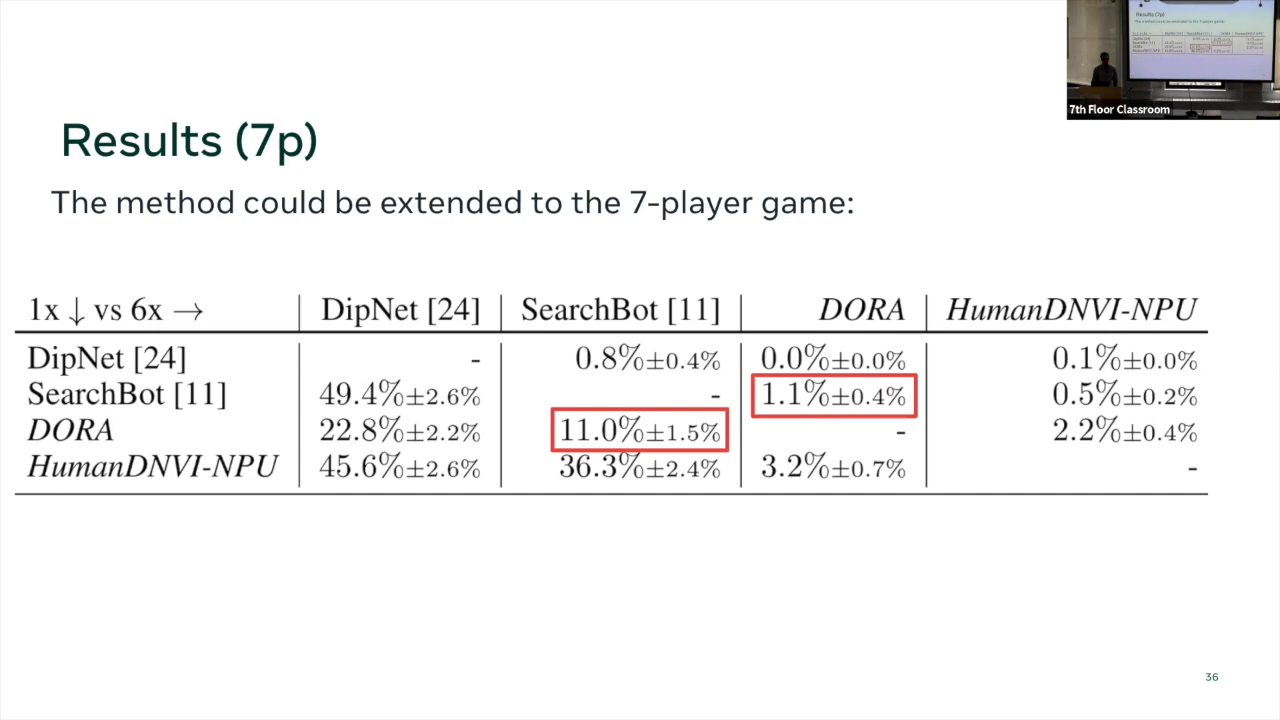 Results (7p)
7th Floor Classroom
The method could be extended to the 7-player game:
1x ↓ vs 6x → DipNet [24] SearchBot [11] DORA HumanDNVI-NPU
DipNet [24] - 0.8%±0.4% 0.0%±0.0% 0.1%±0.0%
SearchBot [11] 49.4%±2.6% - 1.1%±0.4% 0.5%±0.2%
DORA 22.8%±2.2% 11.0%±1.5% - 2.2%±0.4%
HumanDNVI-NPU 45.6%±2.6% 36.3%±2.4% 3.2%±0.7% -
36